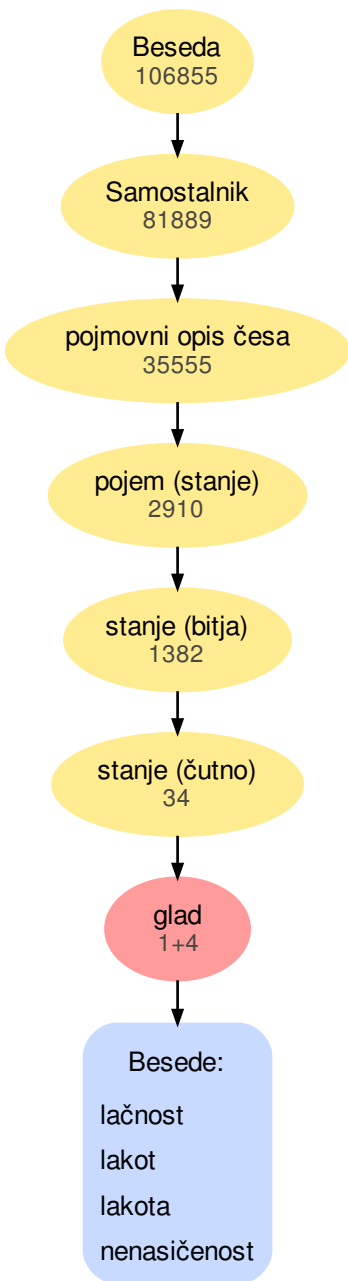 Beseda
106855
Samostalnik
81889
pojmovni opis česa
35555
pojem (stanje)
2910
stanje (bitja)
1382
stanje (čutno)
34
glad
1+4
Besede:
lačnost
lakot
lakota
nenasičenost